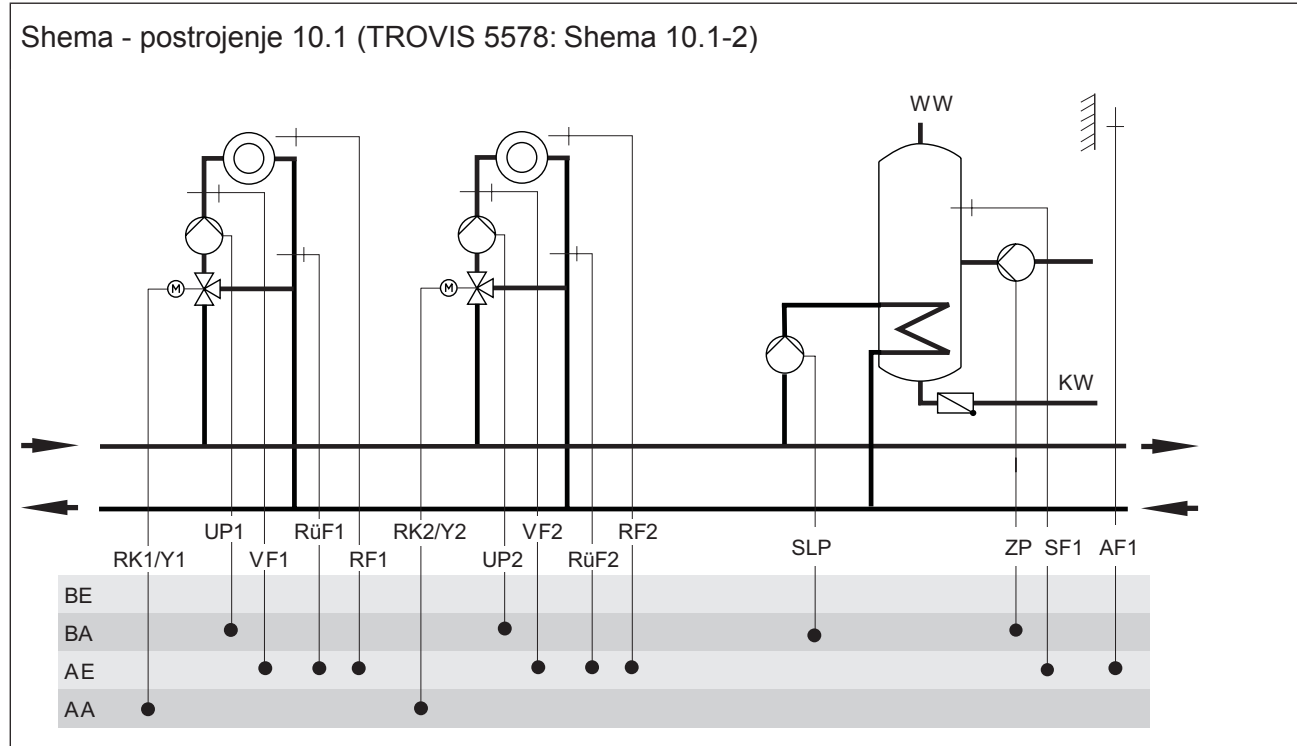 Shema - postrojenje 10.1 (TROVIS 5578: Shema 10.1-2)
WW
M
M
KW
UP1 RüF1 RK2/Y2 VF2 RF2
RK1/Y1 VF1 RF1 UP2 RüF2 SLP ZP SF1 AF1
BE
BA
AE
AA